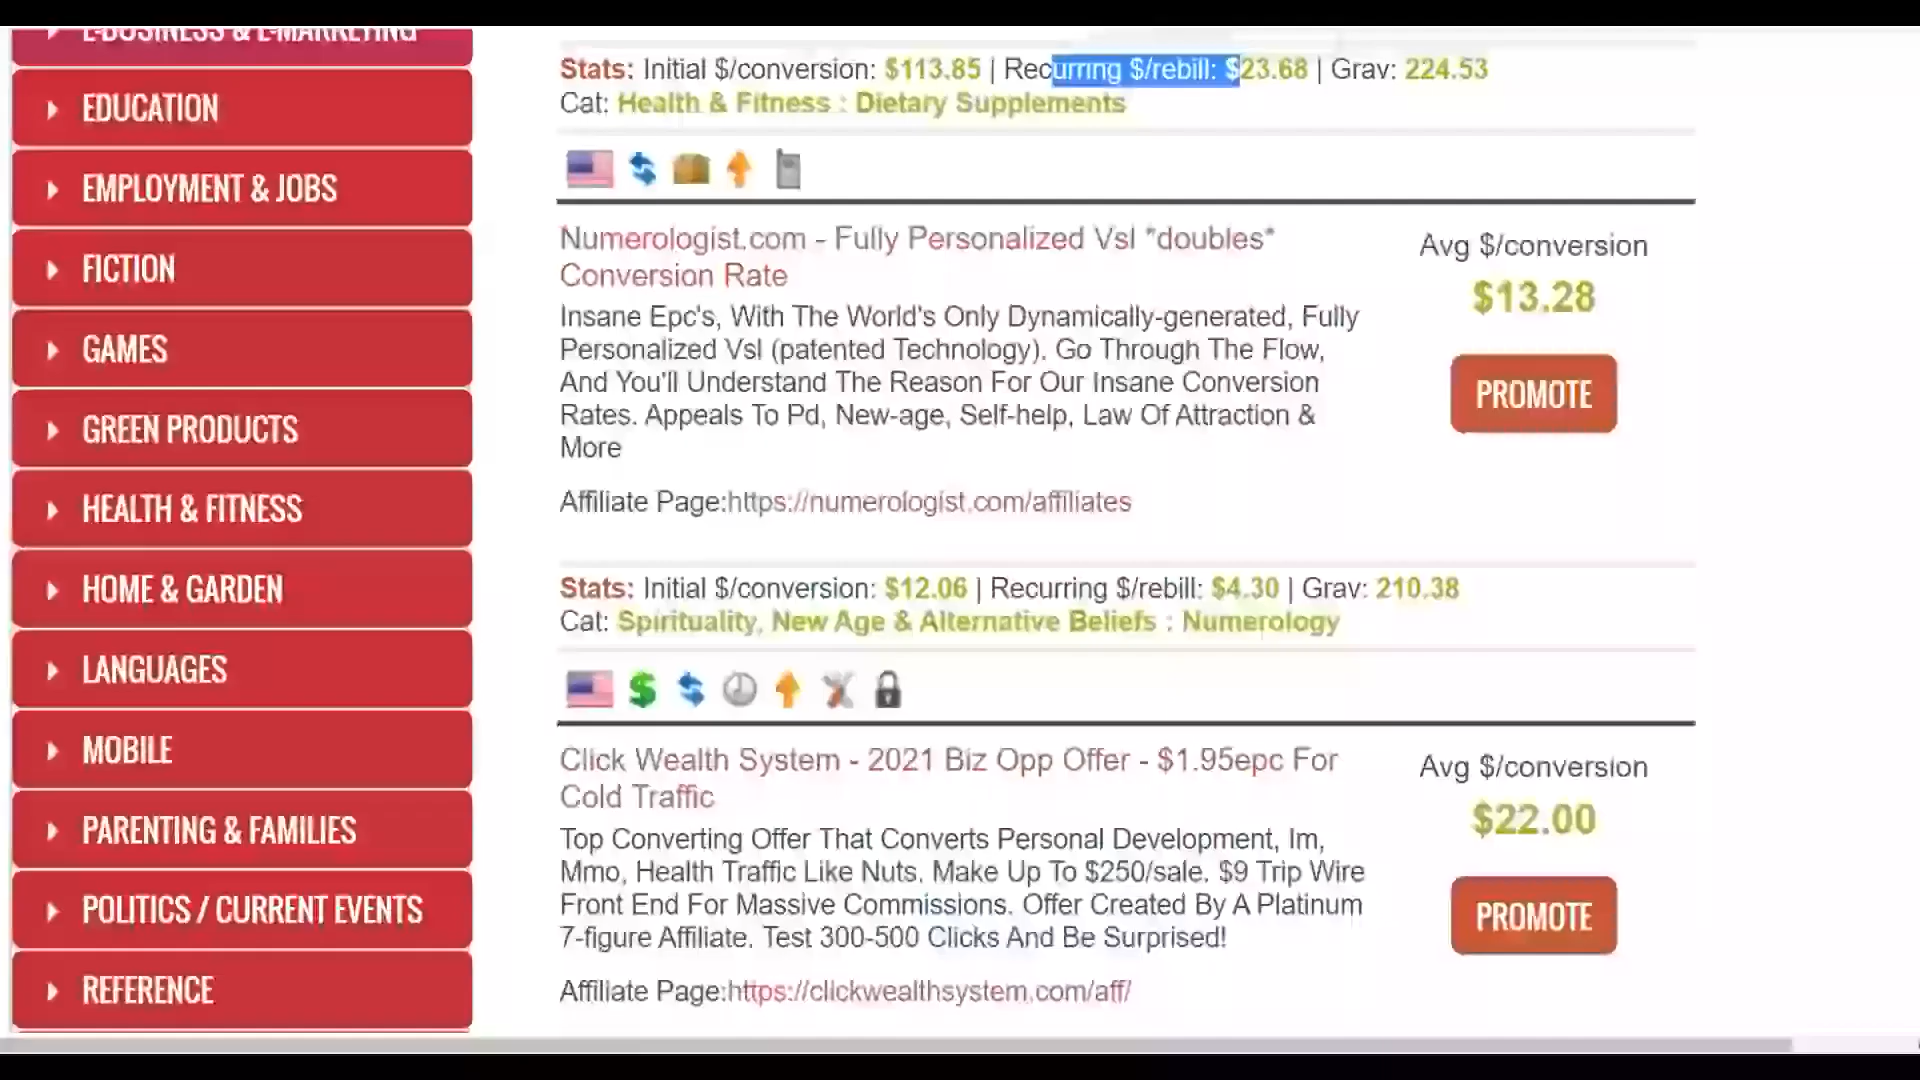 E-BUSINESS & E-MARKETING
EDUCATION
EMPLOYMENT & JOBS
FICTION
GAMES
GREEN PRODUCTS
HEALTH & FITNESS
HOME & GARDEN
LANGUAGES
MOBILE
PARENTING & FAMILIES
POLITICS / CURRENT EVENTS
REFERENCE
Stats: Initial $/conversion: $113.85 | Recurring $/rebill: $23.68 | Grav: 224.53
Cat: Health & Fitness : Dietary Supplements
Numerologist.com - Fully Personalized Vsl *doubles*
Conversion Rate
Insane Epc's, With The World's Only Dynamically-generated, Fully
Personalized Vsl (patented Technology). Go Through The Flow,
And You'll Understand The Reason For Our Insane Conversion
Rates. Appeals To Pd, New-age, Self-help, Law Of Attraction &
More
Affiliate Page:https://numerologist.com/affiliates
Avg $/conversion
$13.28
PROMOTE
Stats: Initial $/conversion: $12.06 | Recurring $/rebill: $4.30 | Grav: 210.38
Cat: Spirituality, New Age & Alternative Beliefs : Numerology
Click Wealth System - 2021 Biz Opp Offer - $1.95epc For
Cold Traffic
Top Converting Offer That Converts Personal Development, Im,
Mmo, Health Traffic Like Nuts. Make Up To $250/sale. $9 Trip Wire
Front End For Massive Commissions. Offer Created By A Platinum
7-figure Affiliate. Test 300-500 Clicks And Be Surprised!
Affiliate Page:https://clickwealthsystem.com/aff/
Avg $/conversion
$22.00
PROMOTE